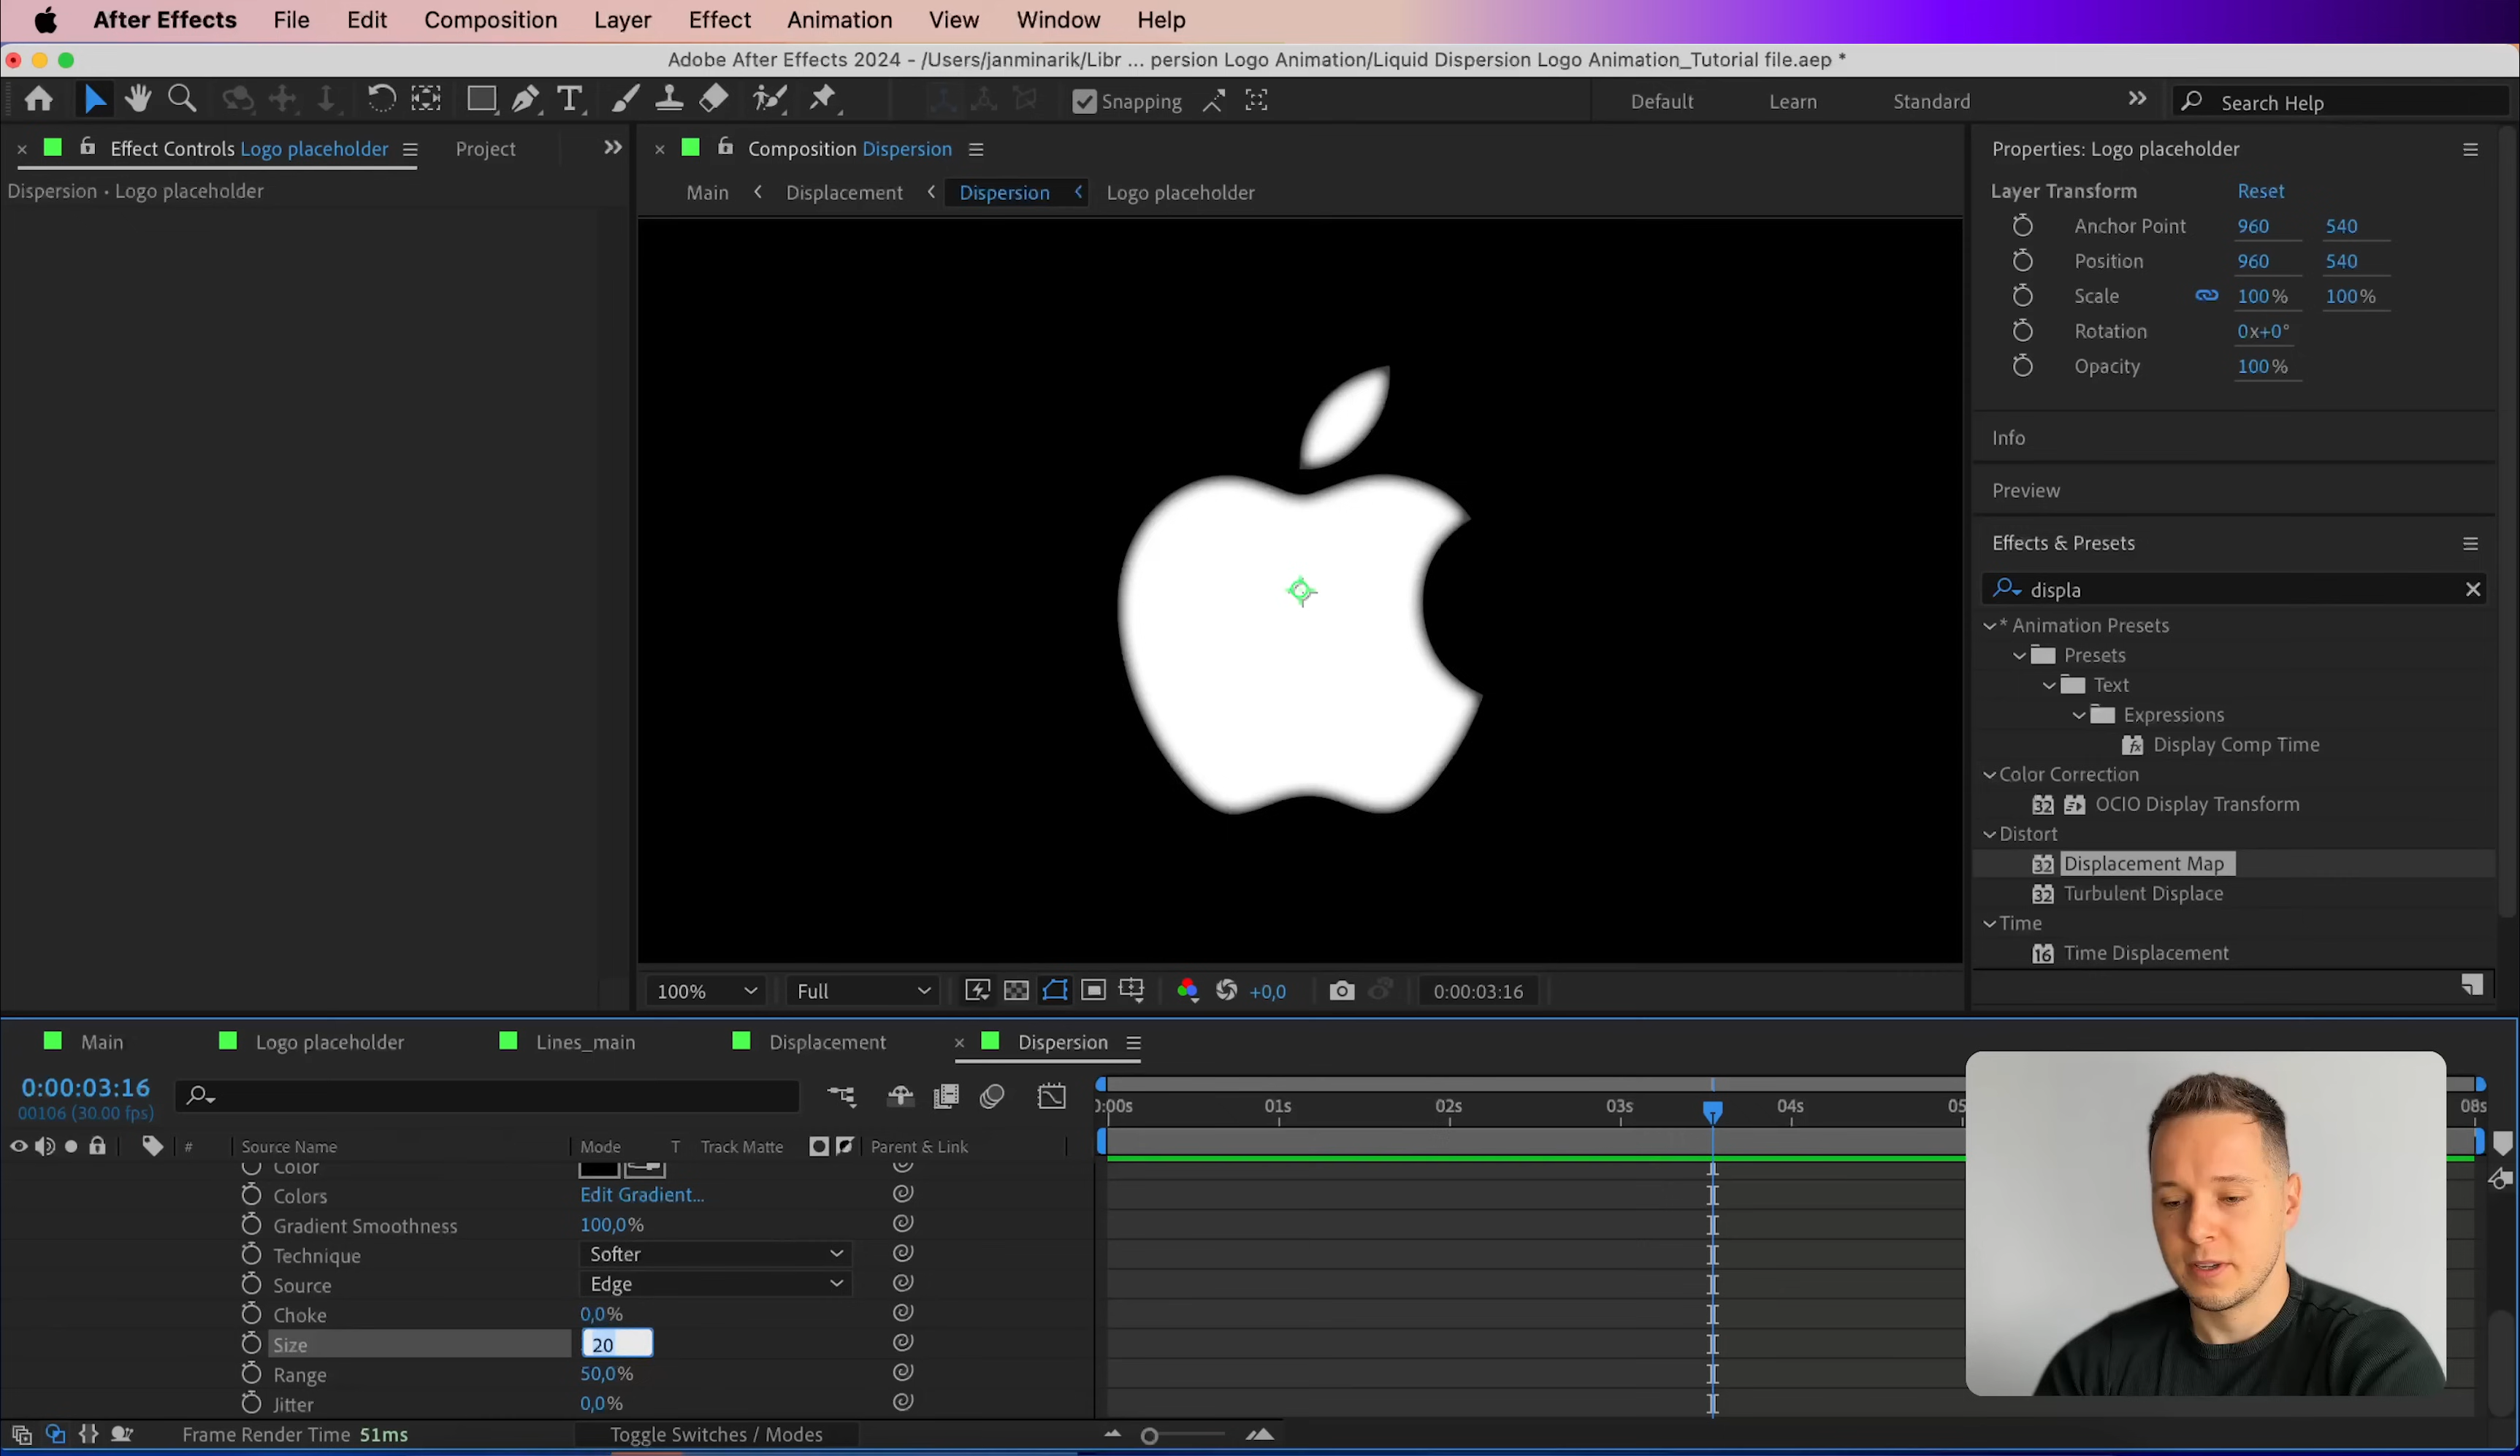 After Effects File Edit Composition Layer Effect Animation View Window Help
Adobe After Effects 2024 - /Users/janminarik/Libr ... persion Logo Animation/Liquid Dispersion Logo Animation_Tutorial file.aep *
Snapping Default Learn Standard Search Help
Effect Controls Logo placeholder Project
Dispersion • Logo placeholder
Composition Dispersion
Main Displacement Dispersion Logo placeholder
Properties: Logo placeholder
Layer Transform Reset
Anchor Point 960 540
Position 960 540
Scale 100 % 100 %
Rotation 0x+0°
Opacity 100 %
Info
Preview
Effects & Presets
displa
* Animation Presets
Presets
Text
Expressions
Display Comp Time
Color Correction
32 OCIO Display Transform
Distort
32 Displacement Map
32 Turbulent Displace
Time
16 Time Displacement
100% Full +0,0 0:00:03:16
Main Logo placeholder Lines_main Displacement Dispersion
0:00:03:16
00106 (30.00 fps)
0:00s 01s 02s 03s 04s 05 08s
# Source Name Mode T Track Matte Parent & Link
Color
Colors Edit Gradient...
Gradient Smoothness 100,0%
Technique Softer
Source Edge
Choke 0,0%
Size 20
Range 50,0%
Jitter 0,0%
Frame Render Time 51ms Toggle Switches / Modes